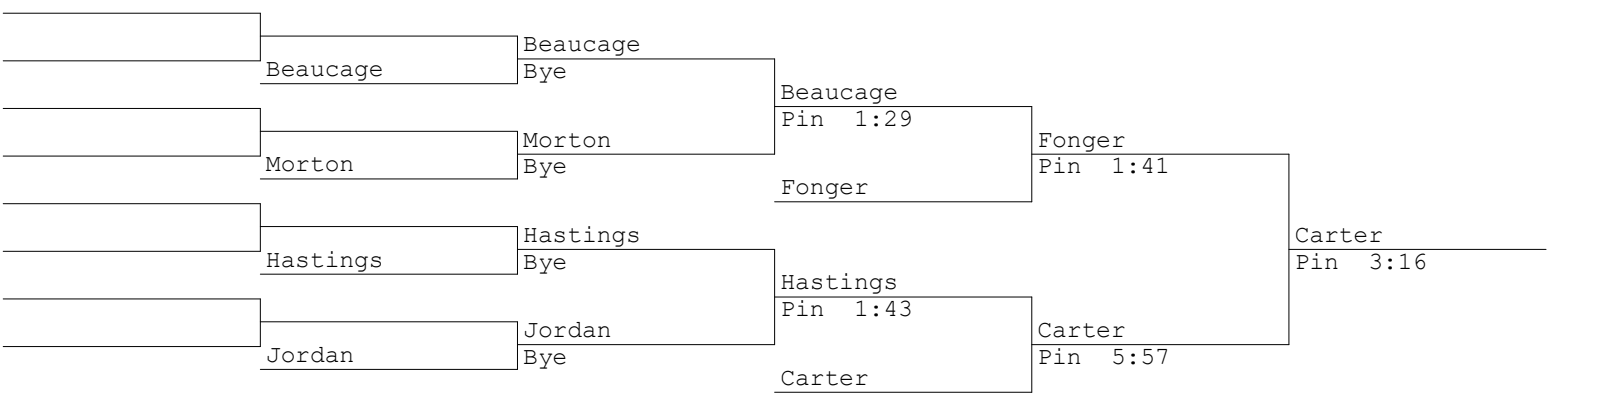 Beaucage
Beaucage
Bye
Beaucage
Pin 1:29
Morton
Morton
Bye
Fonger
Pin 1:41
Fonger
Hastings
Hastings
Bye
Carter
Pin 3:16
Hastings
Pin 1:43
Jordan
Jordan
Bye
Carter
Pin 5:57
Carter